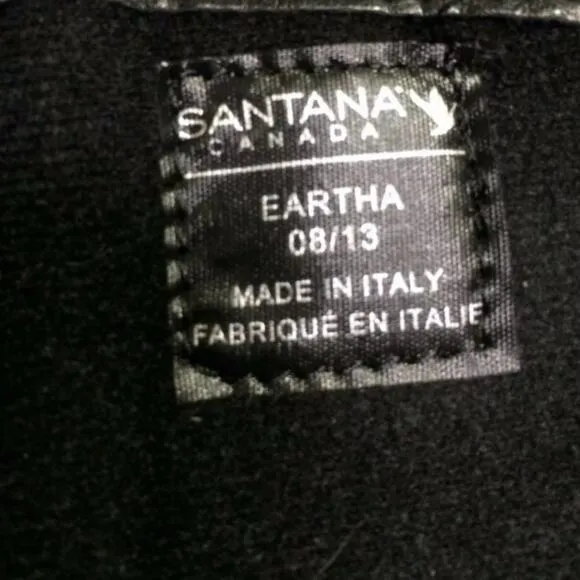 SANTANA
CANADA
EARTHA
08/13
MADE IN ITALY
FABRIQUÉ EN ITALIE